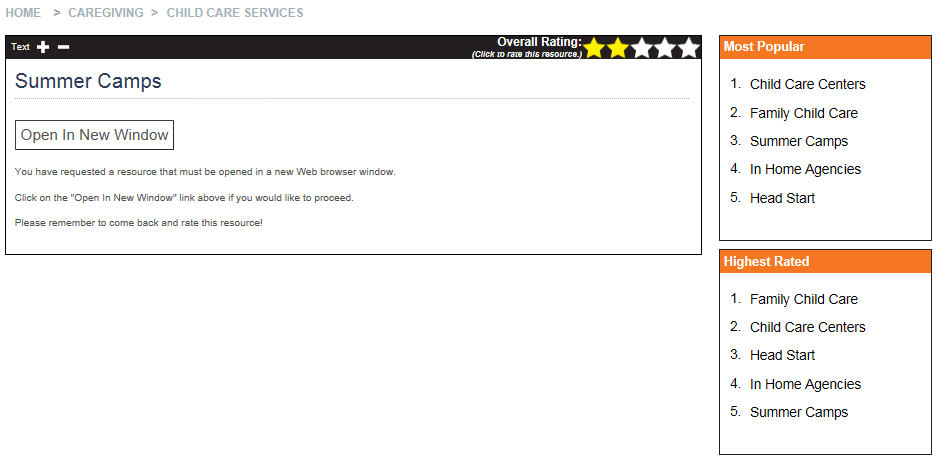 HOME > CAREGIVING > CHILD CARE SERVICES
Text
Overall Rating:
(Click to rate this resource.)
Summer Camps
Open In New Window
You have requested a resource that must be opened in a new Web browser window.
Click on the "Open In New Window" link above if you would like to proceed.
Please remember to come back and rate this resource!
Most Popular
1. Child Care Centers
2. Family Child Care
3. Summer Camps
4. In Home Agencies
5. Head Start
Highest Rated
1. Family Child Care
2. Child Care Centers
3. Head Start
4. In Home Agencies
5. Summer Camps